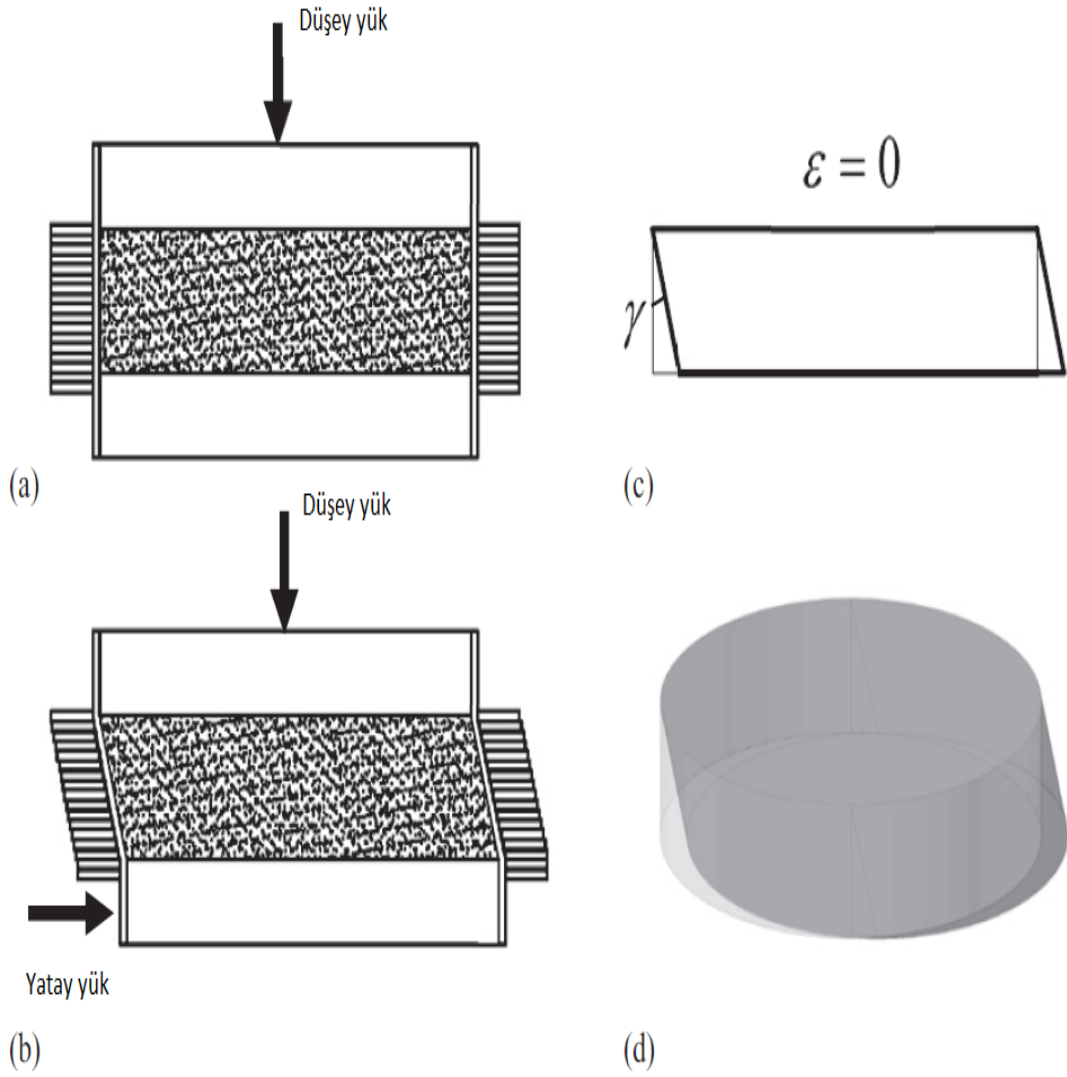 Düşey yük
ε = 0
γ
(a)
(c)
Düşey yük
Yatay yük
(b)
(d)